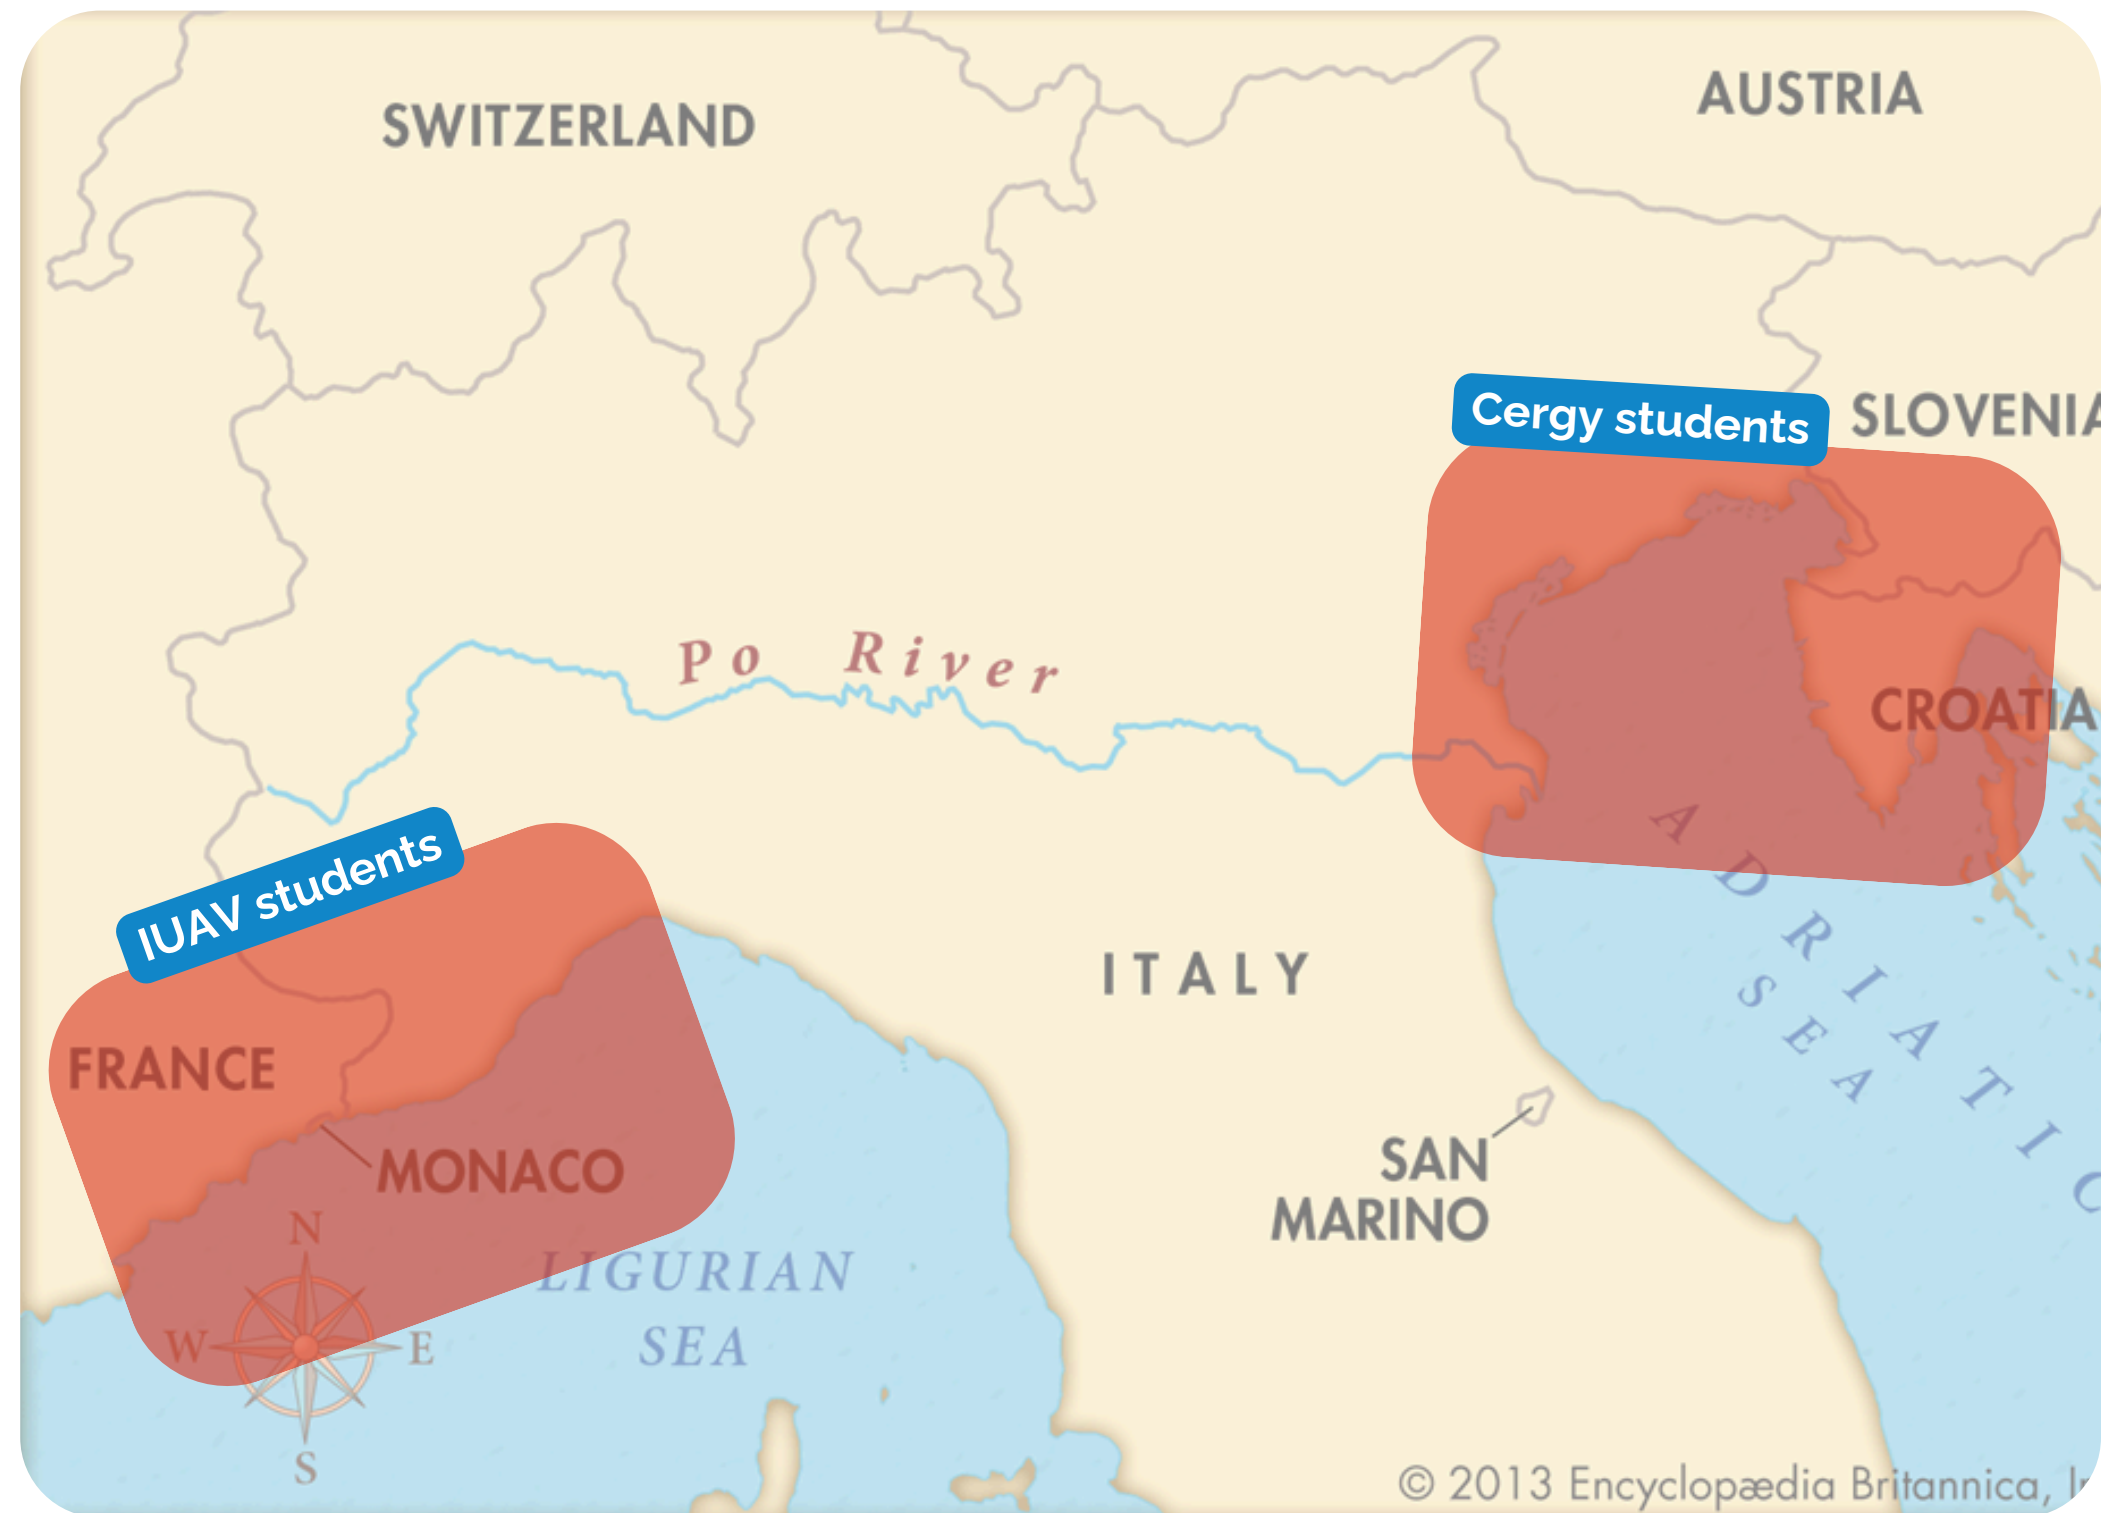 SWITZERLAND
AUSTRIA
Cergy students
SLOVENIA
Po River
CROATIA
IUAV students
ADRIATIC
SEA
ITALY
FRANCE
MONACO
SAN
MARINO
N
W
E
S
LIGURIAN
SEA
© 2013 Encyclopædia Britannica, I